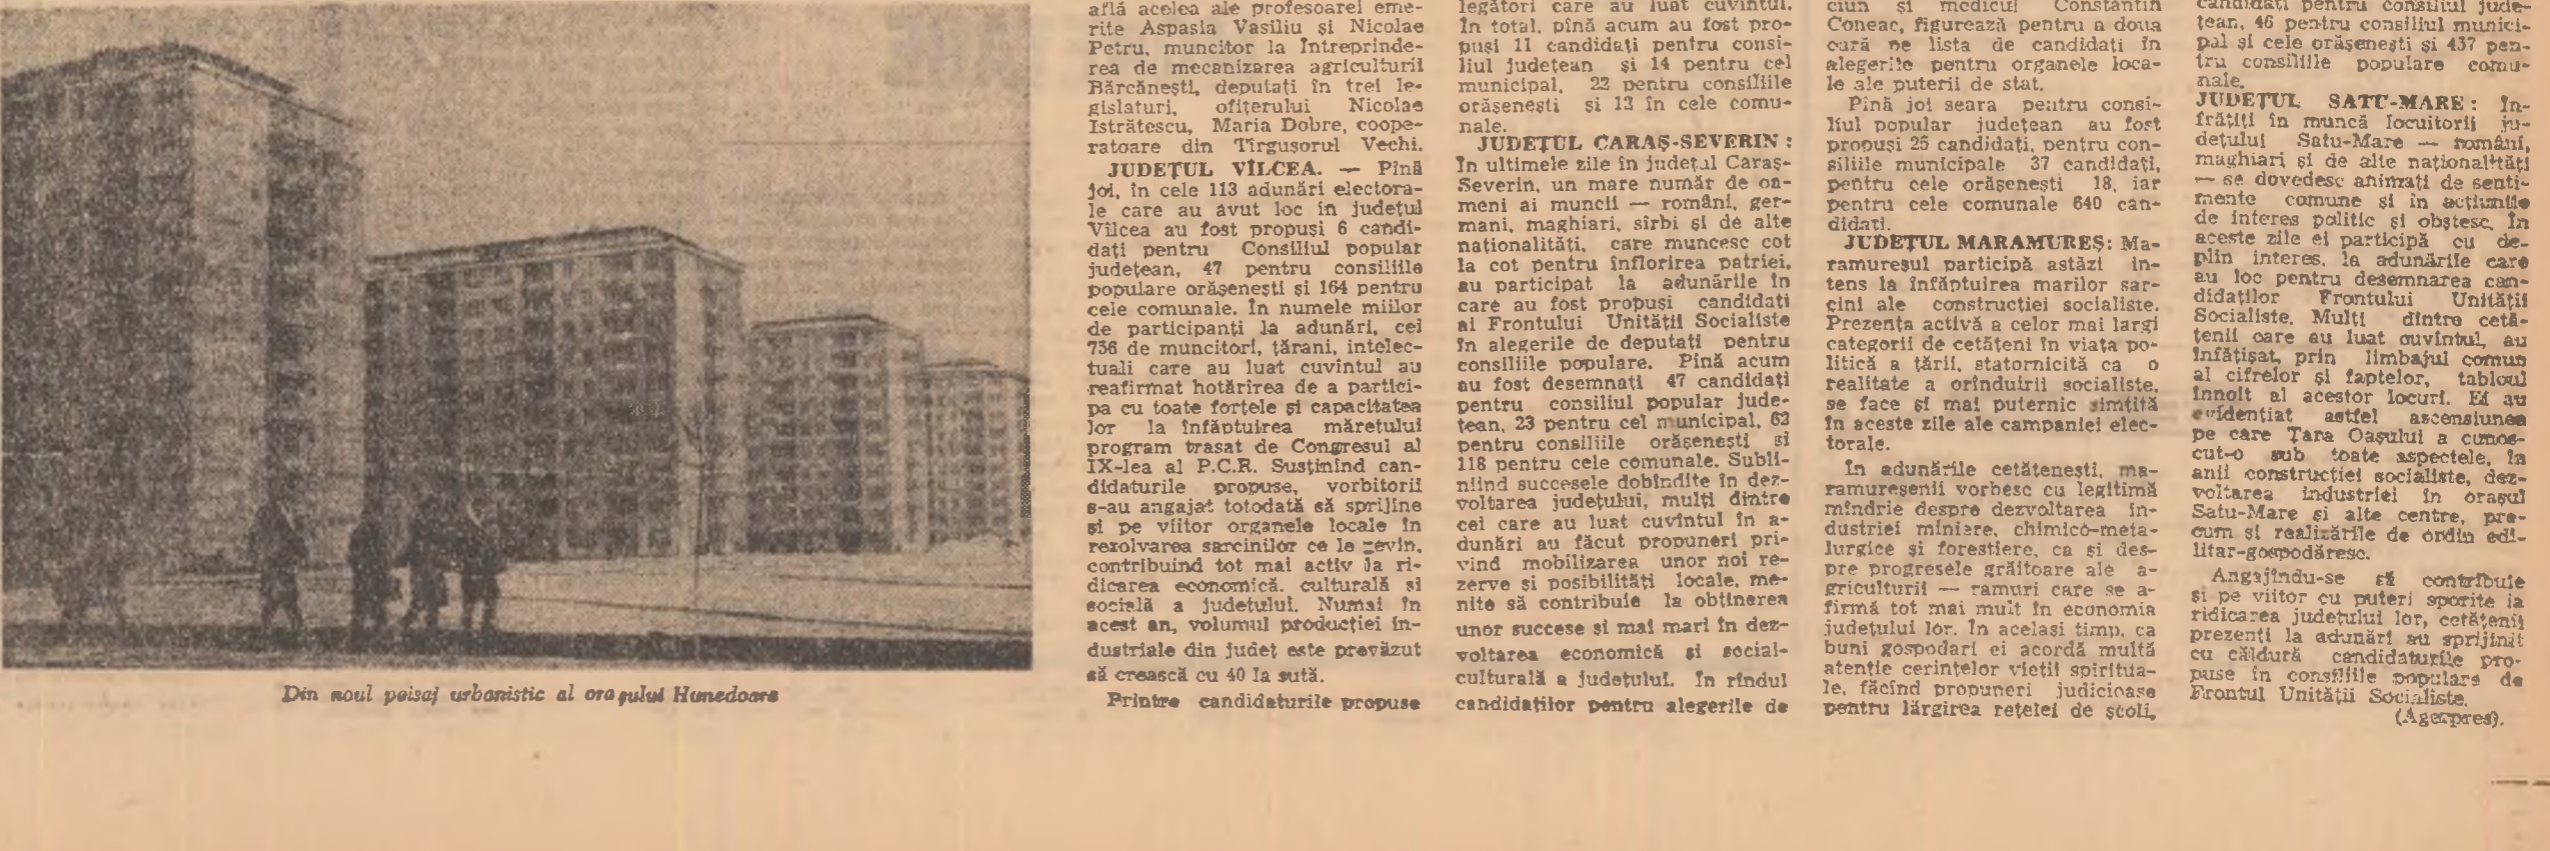 Din noul peisaj urbanistic al orașului Hunedoara
află acelea ale profesoarei eme-
rite Aspasia Vasiliu și Nicolae
Petru, muncitor la Întreprinde-
rea de mecanizarea agriculturii
Bărcănești, deputați în trei le-
gislaturi, ofițerului Nicolae
Istrătescu, Maria Dobre, coope-
ratoare din Tîrgușorul Vechi.
JUDEȚUL VÎLCEA. — Pînă
joi, în cele 113 adunări electora-
le care au avut loc în județul
Vîlcea au fost propuși 6 candi-
dați pentru Consiliul popular
județean, 47 pentru consiliile
populare orășenești și 164 pentru
cele comunale. În numele miilor
de participanți la adunări, cei
736 de muncitori, țărani, intelec-
tuali care au luat cuvîntul au
reafirmat hotărîrea de a partici-
pa cu toate forțele și capacitatea
lor la înfăptuirea mărețului
program trasat de Congresul al
IX-lea al P.C.R. Susținînd can-
didaturile propuse, vorbitorii
s-au angajat totodată să sprijine
și pe viitor organele locale în
rezolvarea sarcinilor ce le revin,
contribuind tot mai activ la ri-
dicarea economică, culturală și
socială a județului. Numai în
acest an, volumul producției in-
dustriale din județ este prevăzut
să crească cu 40 la sută.
Printre candidaturile propuse
legători care au luat cuvîntul.
În total, pînă acum au fost pro-
puși 11 candidați pentru consi-
liul județean și 14 pentru cel
municipal, 22 pentru consiliile
orășenești și 13 în cele comu-
nale.
JUDEȚUL CARAȘ-SEVERIN :
În ultimele zile în județul Caraș-
Severin, un mare număr de oa-
meni ai muncii — români, ger-
mani, maghiari, sîrbi și de alte
naționalități, care muncesc cot
la cot pentru înflorirea patriei,
au participat la adunările în
care au fost propuși candidați
ai Frontului Unității Socialiste
în alegerile de deputați pentru
consiliile populare. Pînă acum
au fost desemnați 47 candidați
pentru consiliul popular jude-
țean, 23 pentru cel municipal, 62
pentru consiliile orășenești și
118 pentru cele comunale. Subli-
niind succesele dobîndite în dez-
voltarea județului, mulți dintre
cei care au luat cuvîntul în a-
dunări au făcut propuneri pri-
vind mobilizarea unor noi re-
zerve și posibilități locale, me-
nite să contribuie la obținerea
unor succese și mai mari în dez-
voltarea economică și social-
culturală a județului. În rîndul
candidaților pentru alegerile de
ciun și medicul Constantin
Coneac, figurează pentru a doua
oară pe lista de candidați în
alegerile pentru organele loca-
le ale puterii de stat.
Pînă joi seara pentru consi-
liul popular județean au fost
propuși 25 candidați, pentru con-
siliile municipale 37 candidați,
pentru cele orășenești 18, iar
pentru cele comunale 640 can-
didați.
JUDEȚUL MARAMUREȘ: Ma-
ramureșul participă astăzi in-
tens la înfăptuirea marilor sar-
cini ale construcției socialiste.
Prezența activă a celor mai largi
categorii de cetățeni în viața po-
litică a țării, statornicită ca o
realitate a orînduirii socialiste,
se face și mai puternic simțită
în aceste zile ale campaniei elec-
torale.
În adunările cetățenești, ma-
ramureșenii vorbesc cu legitimă
mîndrie despre dezvoltarea in-
dustriei miniere, chimico-meta-
lurgice și forestiere, ca și des-
pre progresele grăitoare ale a-
griculturii — ramuri care se a-
firmă tot mai mult în economia
județului lor. În același timp, ca
buni gospodari ei acordă multă
atenție cerințelor vieții spiritua-
le, făcînd propuneri judicioase
pentru lărgirea rețelei de școli,
candidați pentru consiliul jude-
țean, 46 pentru consiliul munici-
pal și cele orășenești și 437 pen-
tru consiliile populare comu-
nale.
JUDEȚUL SATU-MARE : În-
frățiți în muncă locuitorii ju-
dețului Satu-Mare — români,
maghiari și de alte naționalități
— se dovedesc animați de senti-
mente comune și în acțiunile
de interes politic și obștesc. În
aceste zile ei participă cu de-
plin interes, la adunările care
au loc pentru desemnarea can-
didaților Frontului Unității
Socialiste. Mulți dintre cetă-
țenii care au luat cuvîntul, au
înfățișat, prin limbajul comun
al cifrelor și faptelor, tabloul
înnoit al acestor locuri. Ei au
evidențiat astfel ascensiunea
pe care Țara Oașului a cunos-
cut-o sub toate aspectele, în
anii construcției socialiste, dez-
voltarea industriei în orașul
Satu-Mare și alte centre, pre-
cum și realizările de ordin edi-
litar-gospodăresc.
Angajîndu-se să contribuie
și pe viitor cu puteri sporite la
ridicarea județului lor, cetățenii
prezenți la adunări au sprijinit
cu căldură candidaturile pro-
puse în consiliile populare de
Frontul Unității Socialiste.
(Agerpres).